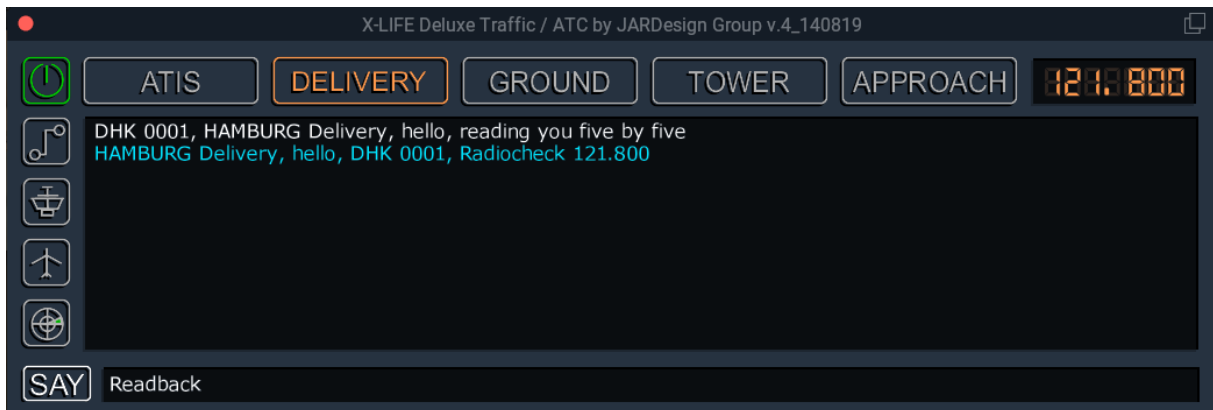 X-LIFE Deluxe Traffic / ATC by JARDesign Group v.4_140819
ATIS DELIVERY GROUND TOWER APPROACH 121.800
DHK 0001, HAMBURG Delivery, hello, reading you five by five
HAMBURG Delivery, hello, DHK 0001, Radiocheck 121.800
SAY Readback